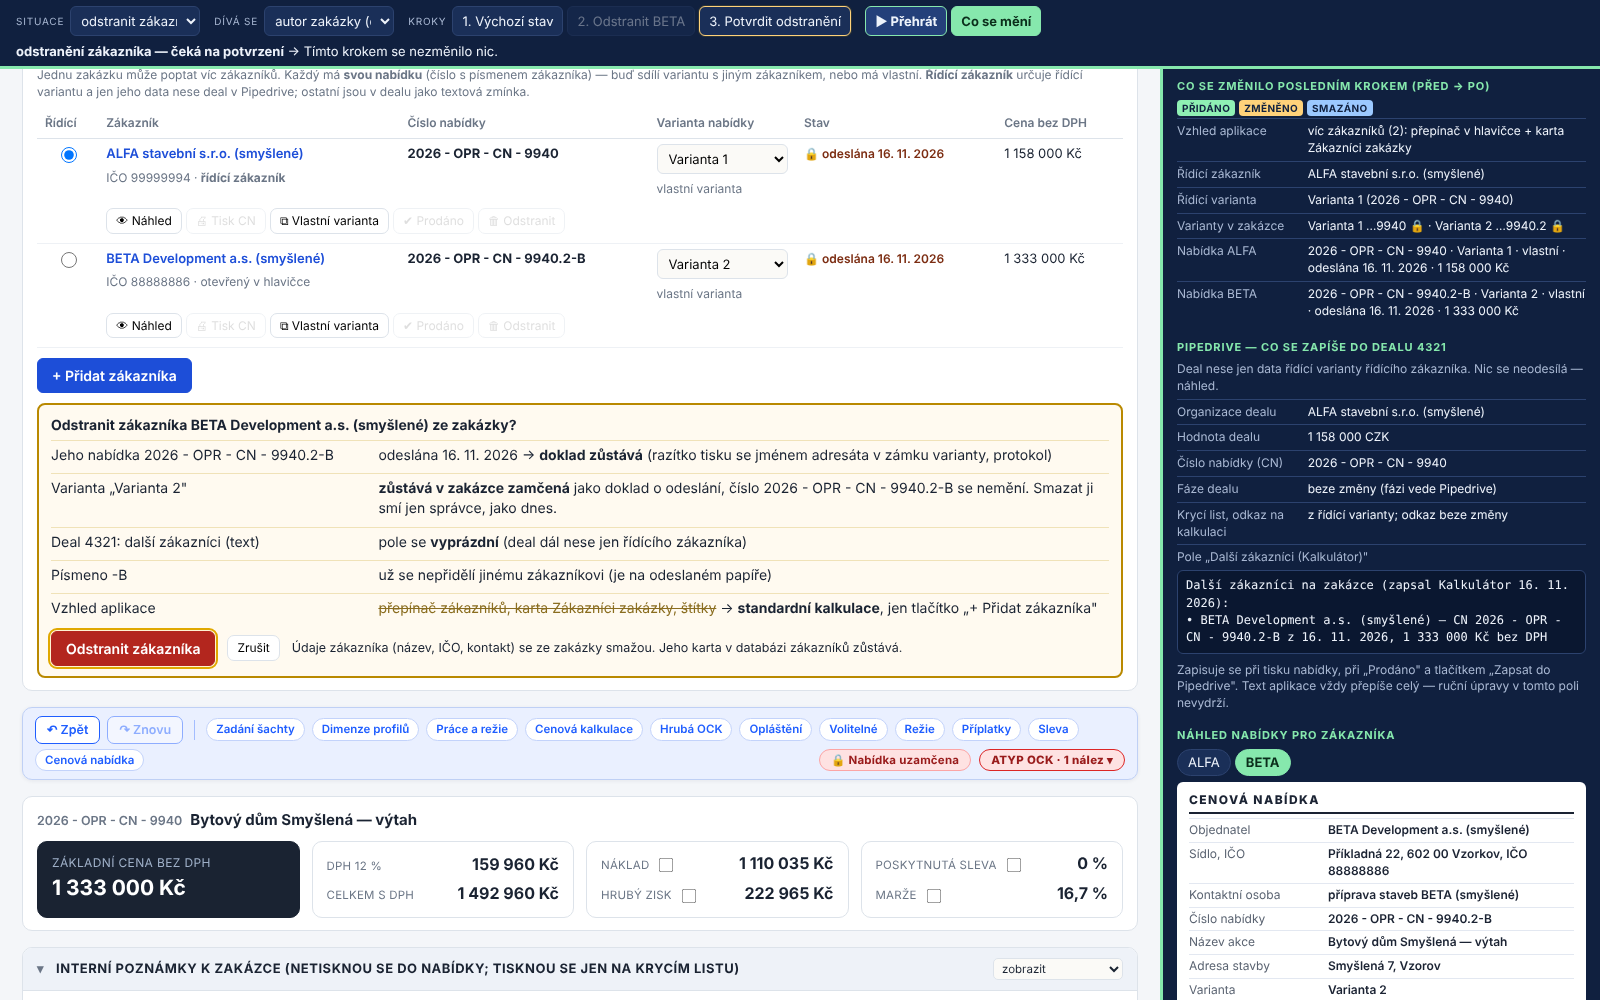 SITUACE odstranit zákazn DÍVÁ SE autor zakázky ( KROKY 1. Výchozí stav 2. Odstranit BETA 3. Potvrdit odstranění ▶ Přehrát Co se mění
odstranění zákazníka — čeká na potvrzení → Tímto krokem se nezměnilo nic.
Jednu zakázku může poptat víc zákazníků. Každý má svou nabídku (číslo s písmenem zákazníka) — buď sdílí variantu s jiným zákazníkem, nebo má vlastní. Řídící zákazník určuje řídící
variantu a jen jeho data nese deal v Pipedrive; ostatní jsou v dealu jako textová zmínka.
Řídící Zákazník Číslo nabídky Varianta nabídky Stav Cena bez DPH
ALFA stavební s.r.o. (smyšlené) 2026 - OPR - CN - 9940 Varianta 1 🔒 odeslána 16. 11. 2026 1 158 000 Kč
IČO 99999994 · řídící zákazník vlastní varianta
👁 Náhled 🖨 Tisk CN ⧉ Vlastní varianta ✔ Prodáno 🗑 Odstranit
BETA Development a.s. (smyšlené) 2026 - OPR - CN - 9940.2-B Varianta 2 🔒 odeslána 16. 11. 2026 1 333 000 Kč
IČO 88888886 · otevřený v hlavičce vlastní varianta
👁 Náhled 🖨 Tisk CN ⧉ Vlastní varianta ✔ Prodáno 🗑 Odstranit
+ Přidat zákazníka
Odstranit zákazníka BETA Development a.s. (smyšlené) ze zakázky?
Jeho nabídka 2026 - OPR - CN - 9940.2-B odeslána 16. 11. 2026 → doklad zůstává (razítko tisku se jménem adresáta v zámku varianty, protokol)
Varianta „Varianta 2" zůstává v zakázce zamčená jako doklad o odeslání, číslo 2026 - OPR - CN - 9940.2-B se nemění. Smazat ji
smí jen správce, jako dnes.
Deal 4321: další zákazníci (text) pole se vyprázdní (deal dál nese jen řídícího zákazníka)
Písmeno -B už se nepřidělí jinému zákazníkovi (je na odeslaném papíře)
Vzhled aplikace přepínač zákazníků, karta Zákazníci zakázky, štítky → standardní kalkulace, jen tlačítko „+ Přidat zákazníka"
Odstranit zákazníka Zrušit Údaje zákazníka (název, IČO, kontakt) se ze zakázky smažou. Jeho karta v databázi zákazníků zůstává.
↶ Zpět ↷ Znovu Zadání šachty Dimenze profilů Práce a režie Cenová kalkulace Hrubá OCK Opláštění Volitelné Režie Příplatky Sleva
Cenová nabídka 🔒 Nabídka uzamčena ATYP OCK · 1 nález ▾
2026 - OPR - CN - 9940 Bytový dům Smyšlená — výtah
ZÁKLADNÍ CENA BEZ DPH
1 333 000 Kč
DPH 12 % 159 960 Kč
CELKEM S DPH 1 492 960 Kč
NÁKLAD 1 110 035 Kč
HRUBÝ ZISK 222 965 Kč
POSKYTNUTÁ SLEVA 0 %
MARŽE 16,7 %
▼ INTERNÍ POZNÁMKY K ZAKÁZCE (NETISKNOU SE DO NABÍDKY; TISKNOU SE JEN NA KRYCÍM LISTU) zobrazit
CO SE ZMĚNILO POSLEDNÍM KROKEM (PŘED → PO)
PŘIDÁNO ZMĚNĚNO SMAZÁNO
Vzhled aplikace víc zákazníků (2): přepínač v hlavičce + karta
Zákazníci zakázky
Řídící zákazník ALFA stavební s.r.o. (smyšlené)
Řídící varianta Varianta 1 (2026 - OPR - CN - 9940)
Varianty v zakázce Varianta 1 …9940 🔒 · Varianta 2 …9940.2 🔒
Nabídka ALFA 2026 - OPR - CN - 9940 · Varianta 1 · vlastní ·
odeslána 16. 11. 2026 · 1 158 000 Kč
Nabídka BETA 2026 - OPR - CN - 9940.2-B · Varianta 2 · vlastní
· odeslána 16. 11. 2026 · 1 333 000 Kč
PIPEDRIVE — CO SE ZAPÍŠE DO DEALU 4321
Deal nese jen data řídící varianty řídícího zákazníka. Nic se neodesílá —
náhled.
Organizace dealu ALFA stavební s.r.o. (smyšlené)
Hodnota dealu 1 158 000 CZK
Číslo nabídky (CN) 2026 - OPR - CN - 9940
Fáze dealu beze změny (fázi vede Pipedrive)
Krycí list, odkaz na z řídící varianty; odkaz beze změny
kalkulaci
Pole „Další zákazníci (Kalkulátor)"
Další zákazníci na zakázce (zapsal Kalkulátor 16. 11.
2026):
• BETA Development a.s. (smyšlené) — CN 2026 - OPR -
CN - 9940.2-B z 16. 11. 2026, 1 333 000 Kč bez DPH
Zapisuje se při tisku nabídky, při „Prodáno" a tlačítkem „Zapsat do
Pipedrive". Text aplikace vždy přepíše celý — ruční úpravy v tomto poli
nevydrží.
NÁHLED NABÍDKY PRO ZÁKAZNÍKA
ALFA BETA
CENOVÁ NABÍDKA
Objednatel BETA Development a.s. (smyšlené)
Sídlo, IČO Příkladná 22, 602 00 Vzorkov, IČO
88888886
Kontaktní osoba příprava staveb BETA (smyšlené)
Číslo nabídky 2026 - OPR - CN - 9940.2-B
Název akce Bytový dům Smyšlená — výtah
Adresa stavby Smyšlená 7, Vzorov
Varianta Varianta 2